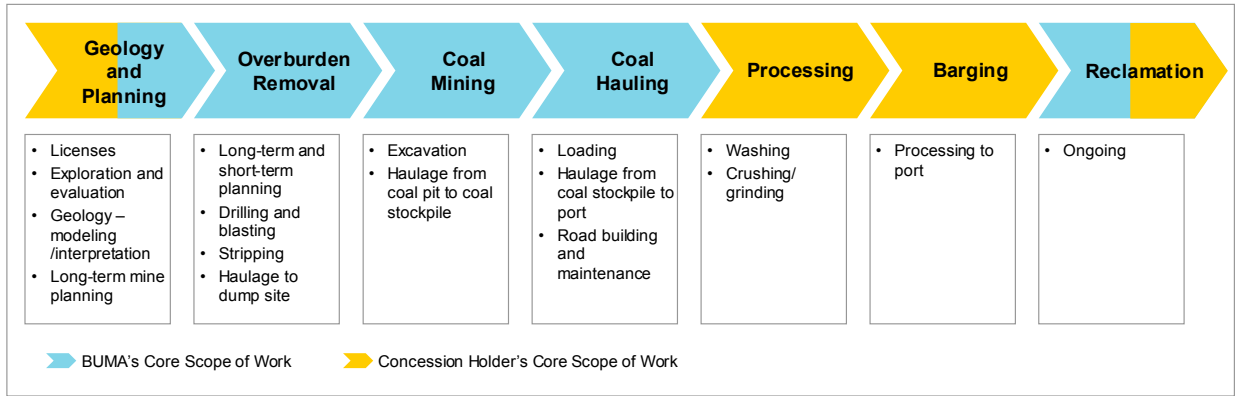 Geology
and
Planning
Overburden
Removal
Coal
Mining
Coal
Hauling
Processing
Barging
Reclamation
• Licenses
• Exploration and
evaluation
• Geology –
modeling
/interpretation
• Long-term mine
planning
• Long-term and
short-term
planning
• Drilling and
blasting
• Stripping
• Haulage to
dump site
• Excavation
• Haulage from
coal pit to coal
stockpile
• Loading
• Haulage from
coal stockpile to
port
• Road building
and
maintenance
• Washing
• Crushing/
grinding
• Processing to
port
• Ongoing
BUMA's Core Scope of Work
Concession Holder's Core Scope of Work